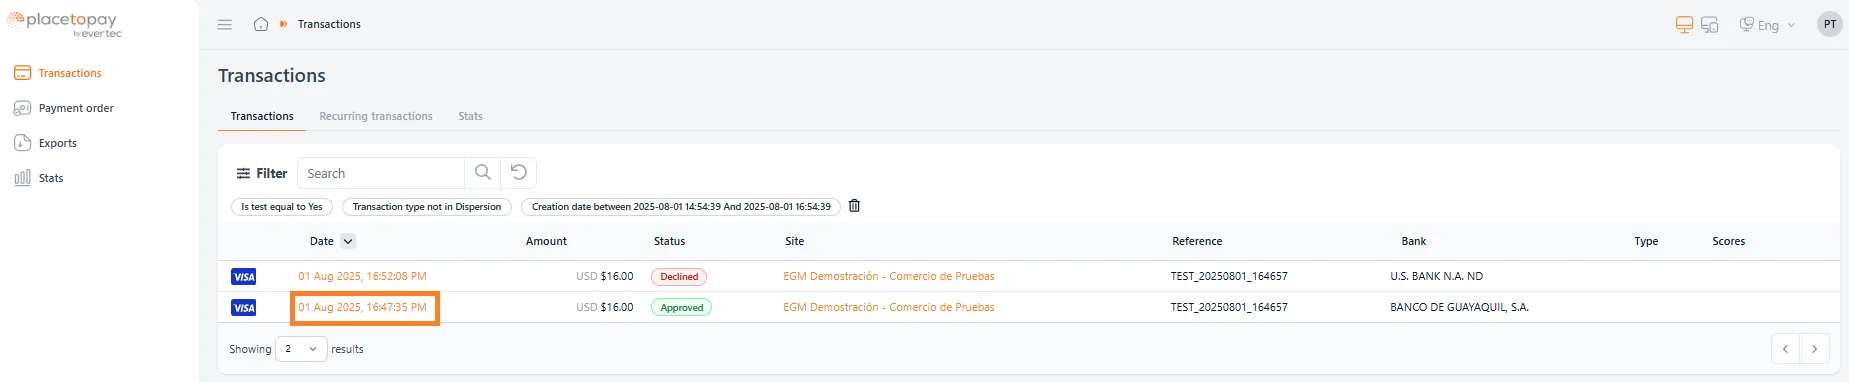 placetopay
by evertec
Transactions
Eng
PT
Transactions
Payment order
Exports
Stats
Transactions
Transactions Recurring transactions Stats
Filter Search
Is test equal to Yes Transaction type not in Dispersion Creation date between 2025-08-01 14:54:39 And 2025-08-01 16:54:39
Date Amount Status Site Reference Bank Type Scores
VISA 01 Aug 2025, 16:52:08 PM USD $16.00 Declined EGM Demostración - Comercio de Pruebas TEST_20250801_164657 U.S. BANK N.A. ND
VISA 01 Aug 2025, 16:47:35 PM USD $16.00 Approved EGM Demostración - Comercio de Pruebas TEST_20250801_164657 BANCO DE GUAYAQUIL, S.A.
Showing 2 results